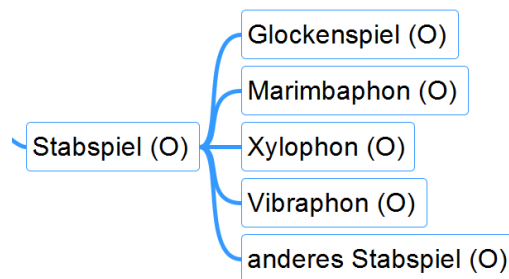 Glockenspiel (O)
Marimbaphon (O)
Stabspiel (O)
Xylophon (O)
Vibraphon (O)
anderes Stabspiel (O)